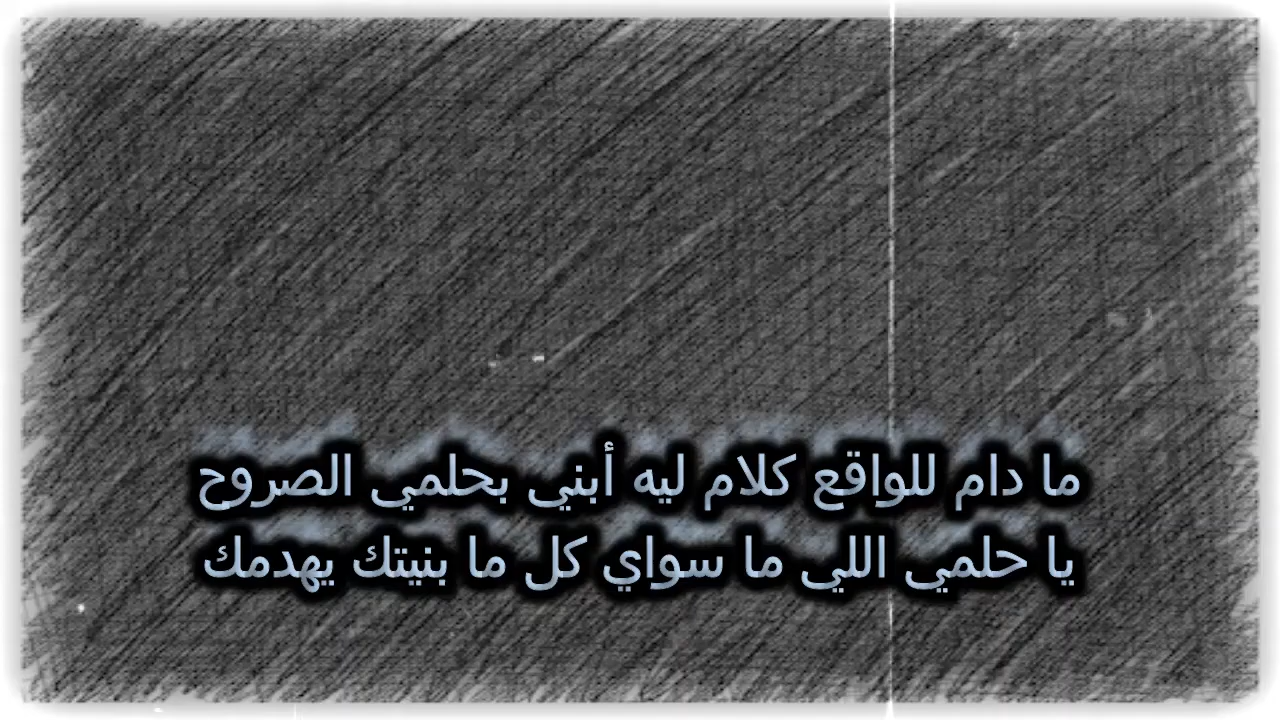 ما دام للواقع كلام ليه أبني بحلمي الصروح
يا حلمي اللي ما سواي كل ما بنيتك يهدمك